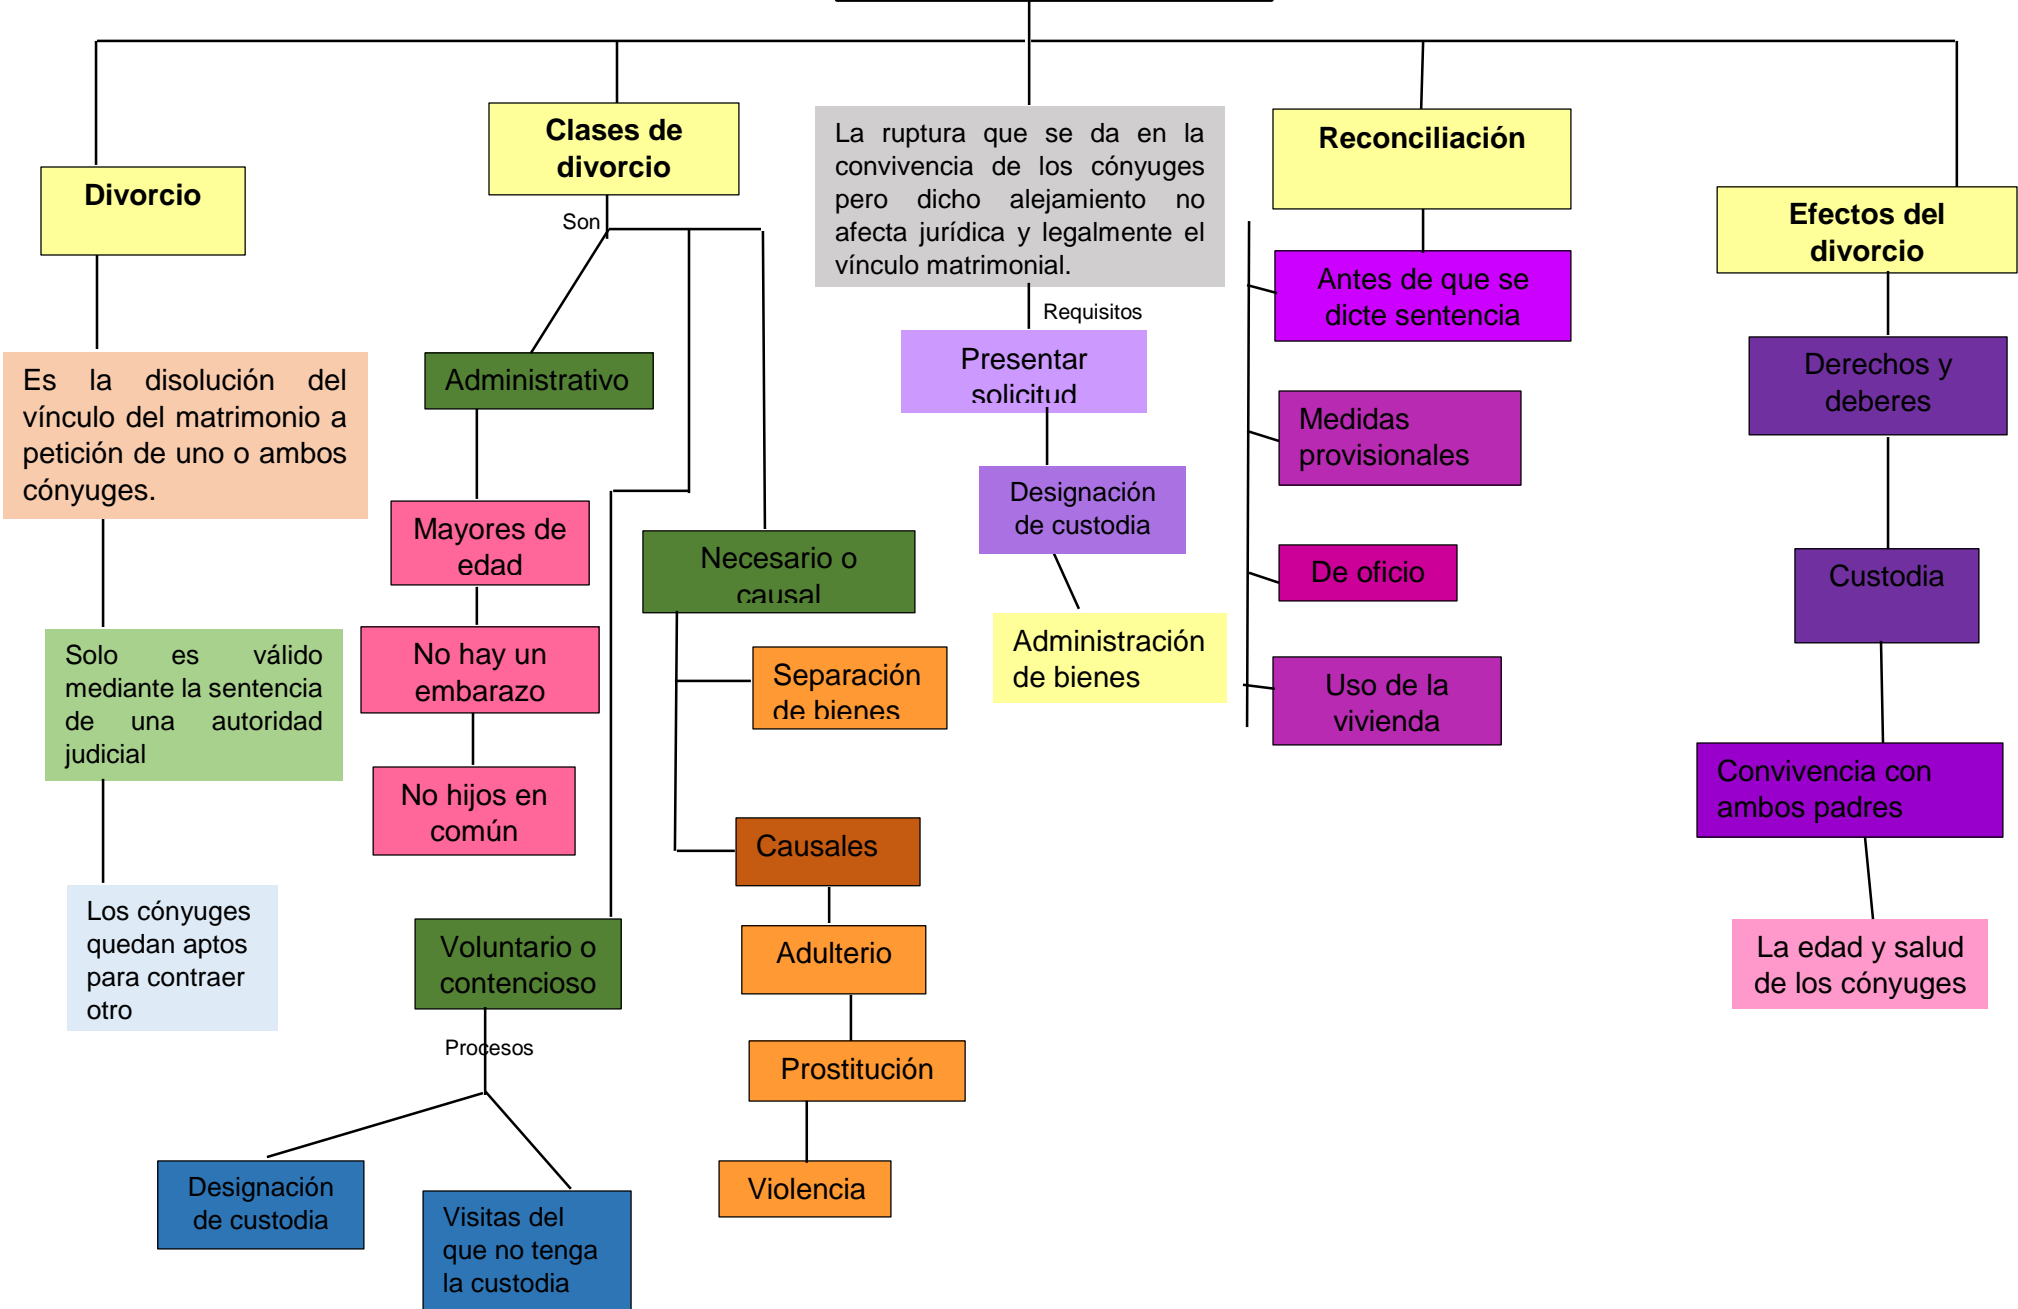 Divorcio
Es la disolución del
vínculo del matrimonio a
petición de uno o ambos
cónyuges.
Solo es válido
mediante la sentencia
de una autoridad
judicial
Los cónyuges
quedan aptos
para contraer
otro
Clases de
divorcio
Son
Administrativo
Mayores de
edad
No hay un
embarazo
No hijos en
común
Voluntario o
contencioso
Procesos
Designación
de custodia
Visitas del
que no tenga
la custodia
Necesario o
causal
Separación
de bienes
Causales
Adulterio
Prostitución
Violencia
La ruptura que se da en la
convivencia de los cónyuges
pero dicho alejamiento no
afecta jurídica y legalmente el
vínculo matrimonial.
Requisitos
Presentar
solicitud
Designación
de custodia
Administración
de bienes
Reconciliación
Antes de que se
dicte sentencia
Medidas
provisionales
De oficio
Uso de la
vivienda
Efectos del
divorcio
Derechos y
deberes
Custodia
Convivencia con
ambos padres
La edad y salud
de los cónyuges